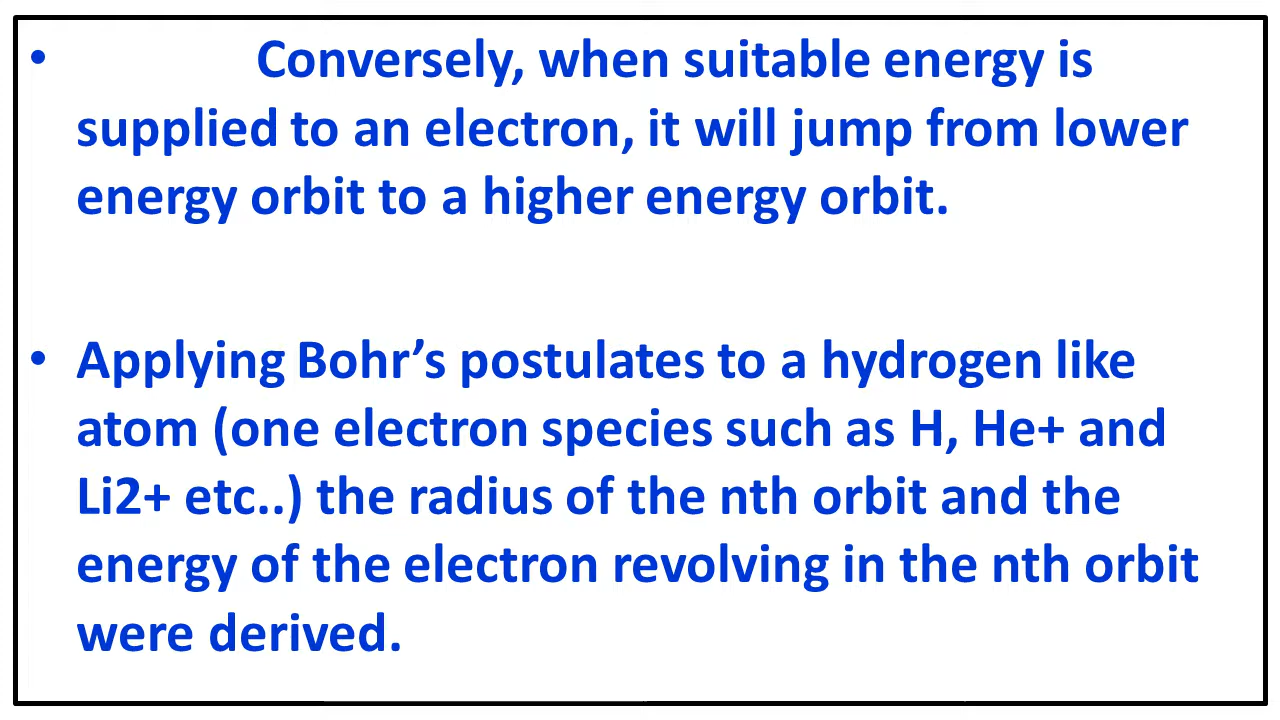 • Conversely, when suitable energy is
supplied to an electron, it will jump from lower
energy orbit to a higher energy orbit.
• Applying Bohr’s postulates to a hydrogen like
atom (one electron species such as H, He+ and
Li2+ etc..) the radius of the nth orbit and the
energy of the electron revolving in the nth orbit
were derived.